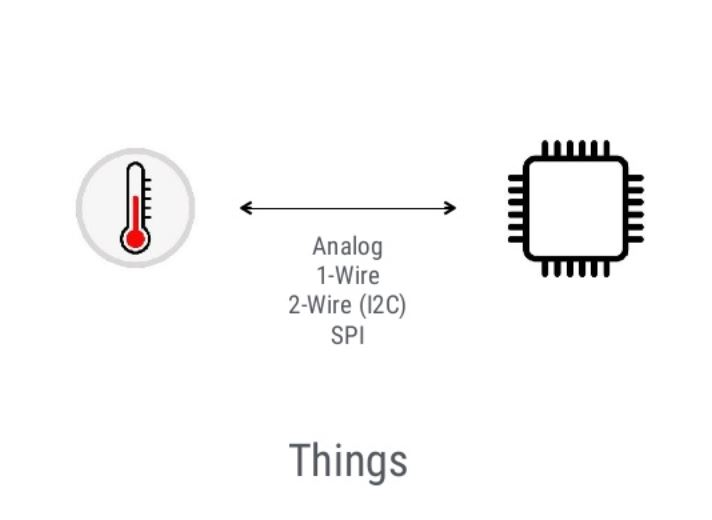 Analog
1-Wire
2-Wire (I2C)
SPI
Things